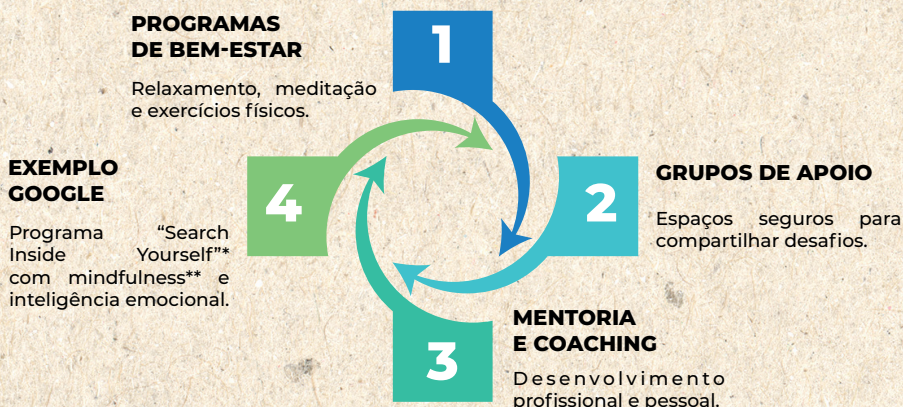 PROGRAMAS
DE BEM-ESTAR
Relaxamento, meditação
e exercícios físicos.
1
GRUPOS DE APOIO
Espaços seguros para
compartilhar desafios.
2
MENTORIA
E COACHING
Desenvolvimento
profissional e pessoal.
3
EXEMPLO
GOOGLE
Programa “Search
Inside Yourself”*
com mindfulness** e
inteligência emocional.
4